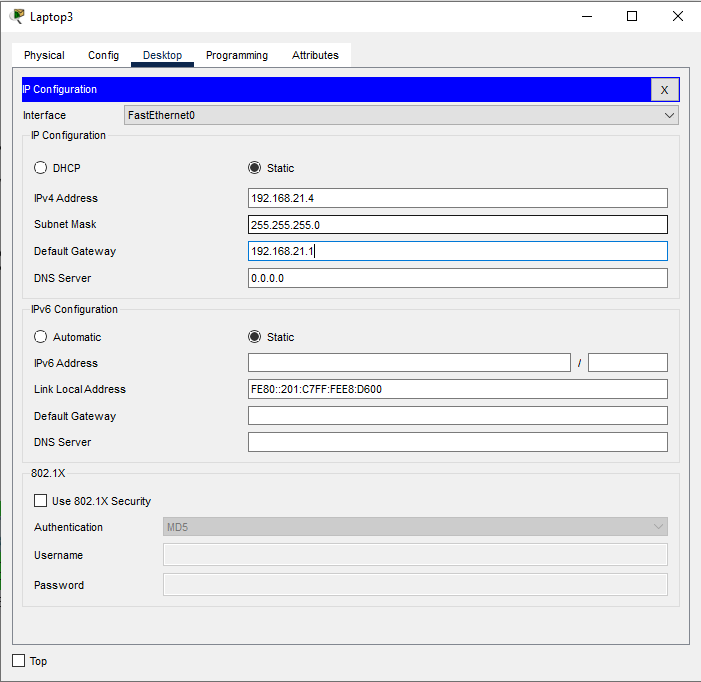 Laptop3
Physical Config Desktop Programming Attributes
IP Configuration X
Interface FastEthernet0
IP Configuration
DHCP Static
IPv4 Address 192.168.21.4
Subnet Mask 255.255.255.0
Default Gateway 192.168.21.1
DNS Server 0.0.0.0
IPv6 Configuration
Automatic Static
IPv6 Address /
Link Local Address FE80::201:C7FF:FEE8:D600
Default Gateway
DNS Server
802.1X
Use 802.1X Security
Authentication MD5
Username
Password
Top